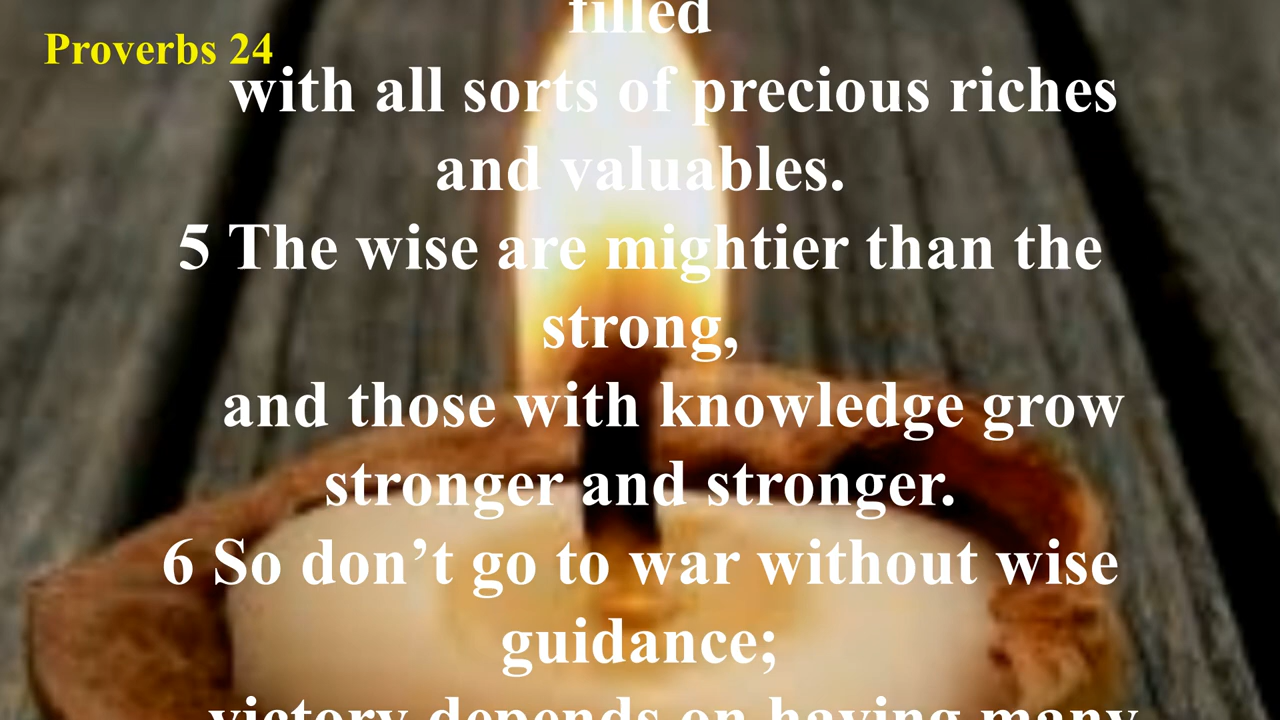 Proverbs 24
filled
with all sorts of precious riches
and valuables.
5 The wise are mightier than the
strong,
and those with knowledge grow
stronger and stronger.
6 So don’t go to war without wise
guidance;
victory depends on having many